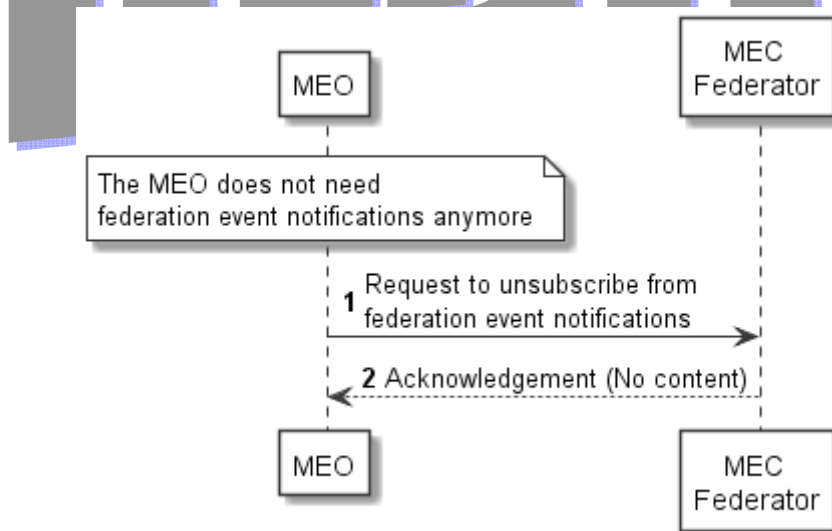 MEO
MEC
Federator
The MEO does not need
federation event notifications anymore
1 Request to unsubscribe from
federation event notifications
2 Acknowledgement (No content)
MEO
MEC
Federator